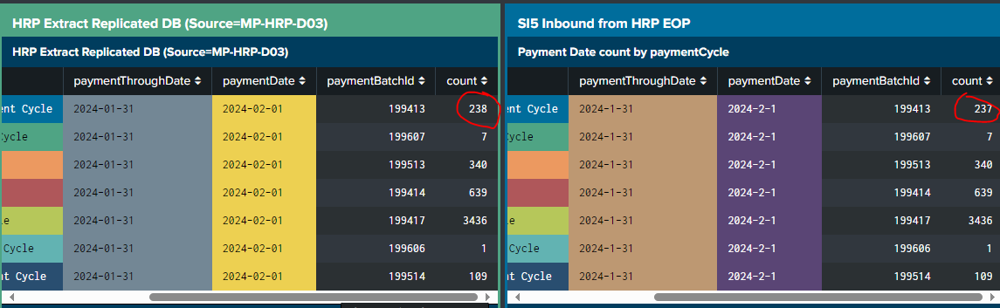 HRP Extract Replicated DB (Source=MP-HRP-D03)
HRP Extract Replicated DB (Source=MP-HRP-D03)
paymentThroughDate paymentDate paymentBatchId count
ent Cycle 2024-01-31 2024-02-01 199413 238
Cycle 2024-01-31 2024-02-01 199607 7
2024-01-31 2024-02-01 199513 340
2024-01-31 2024-02-01 199414 639
le 2024-01-31 2024-02-01 199417 3436
Cycle 2024-01-31 2024-02-01 199606 1
nt Cycle 2024-01-31 2024-02-01 199514 109
SI5 Inbound from HRP EOP
Payment Date count by paymentCycle
paymentThroughDate paymentDate paymentBatchId count
ent Cycle 2024-1-31 2024-2-1 199413 237
Cycle 2024-1-31 2024-2-1 199607 7
2024-1-31 2024-2-1 199513 340
2024-1-31 2024-2-1 199414 639
le 2024-1-31 2024-2-1 199417 3436
Cycle 2024-1-31 2024-2-1 199606 1
nt Cycle 2024-1-31 2024-2-1 199514 109